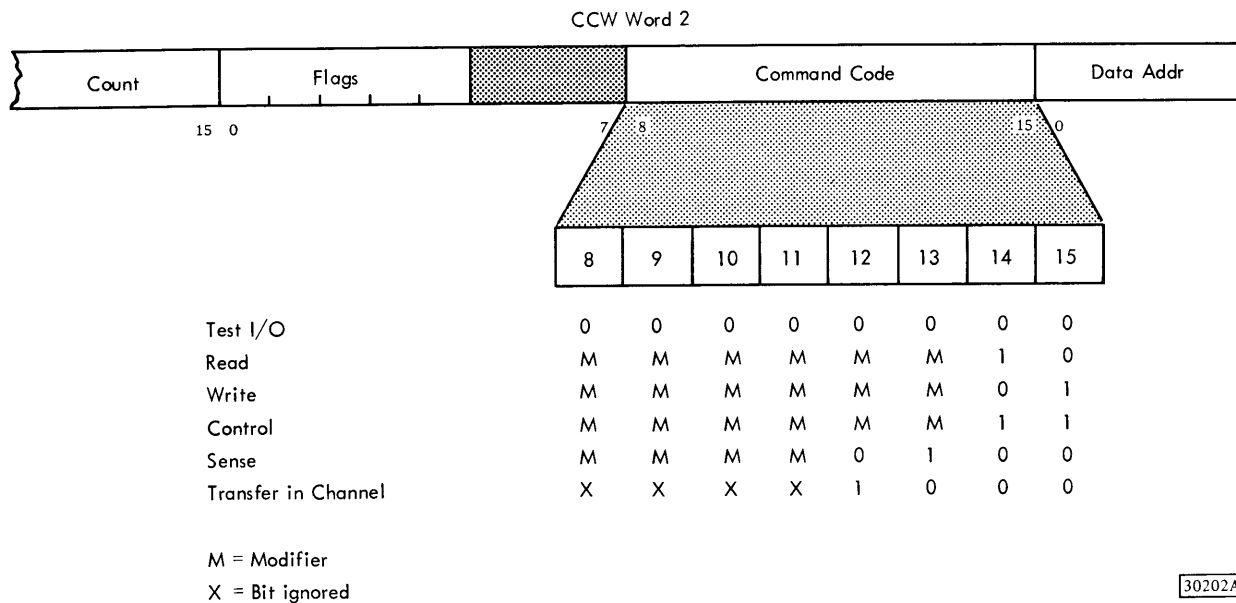 CCW Word 2
Count Flags Command Code Data Addr
15 0 7 8 15 0
8 9 10 11 12 13 14 15
Test I/O 0 0 0 0 0 0 0 0
Read M M M M M M 1 0
Write M M M M M M 0 1
Control M M M M M M 1 1
Sense M M M M 0 1 0 0
Transfer in Channel X X X X 1 0 0 0
M = Modifier
X = Bit ignored
30202A